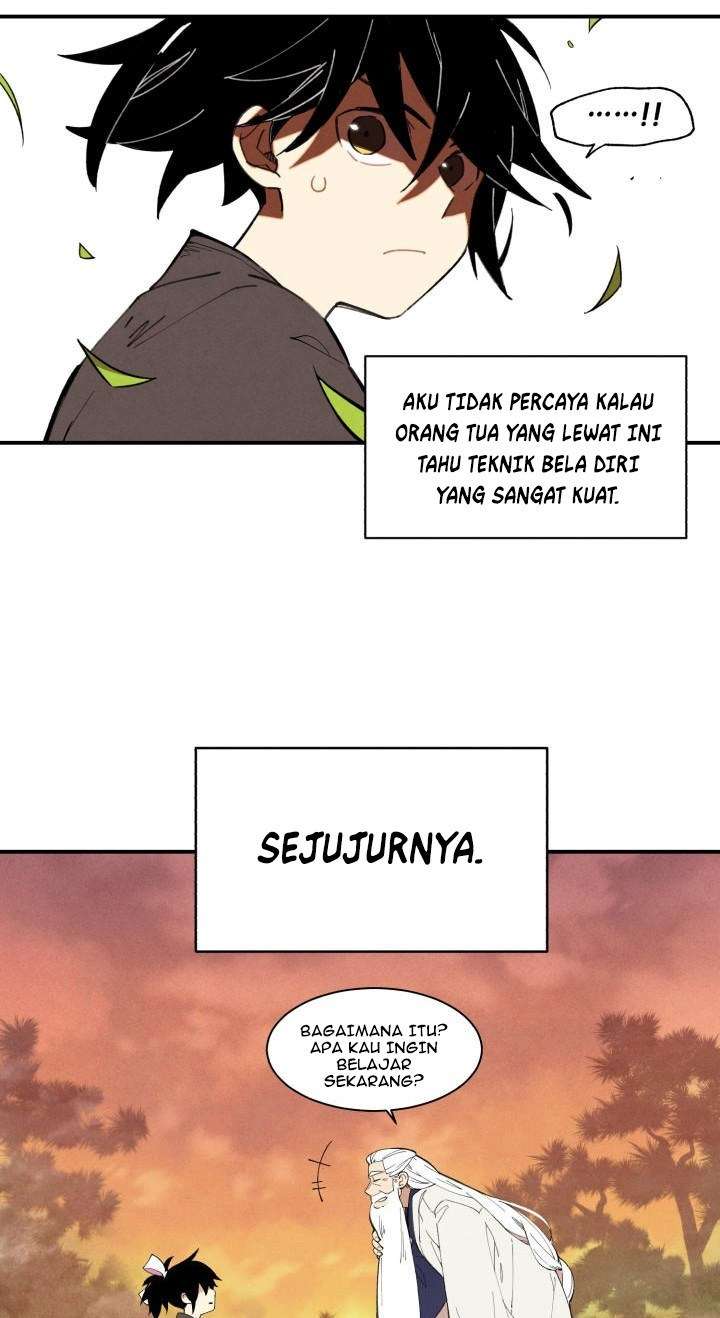 ......!!
AKU TIDAK PERCAYA KALAU
ORANG TUA YANG LEWAT INI
TAHU TEKNIK BELA DIRI
YANG SANGAT KUAT.
SEJUJURNYA.
BAGAIMANA ITU?
APA KAU INGIN
BELAJAR
SEKARANG?